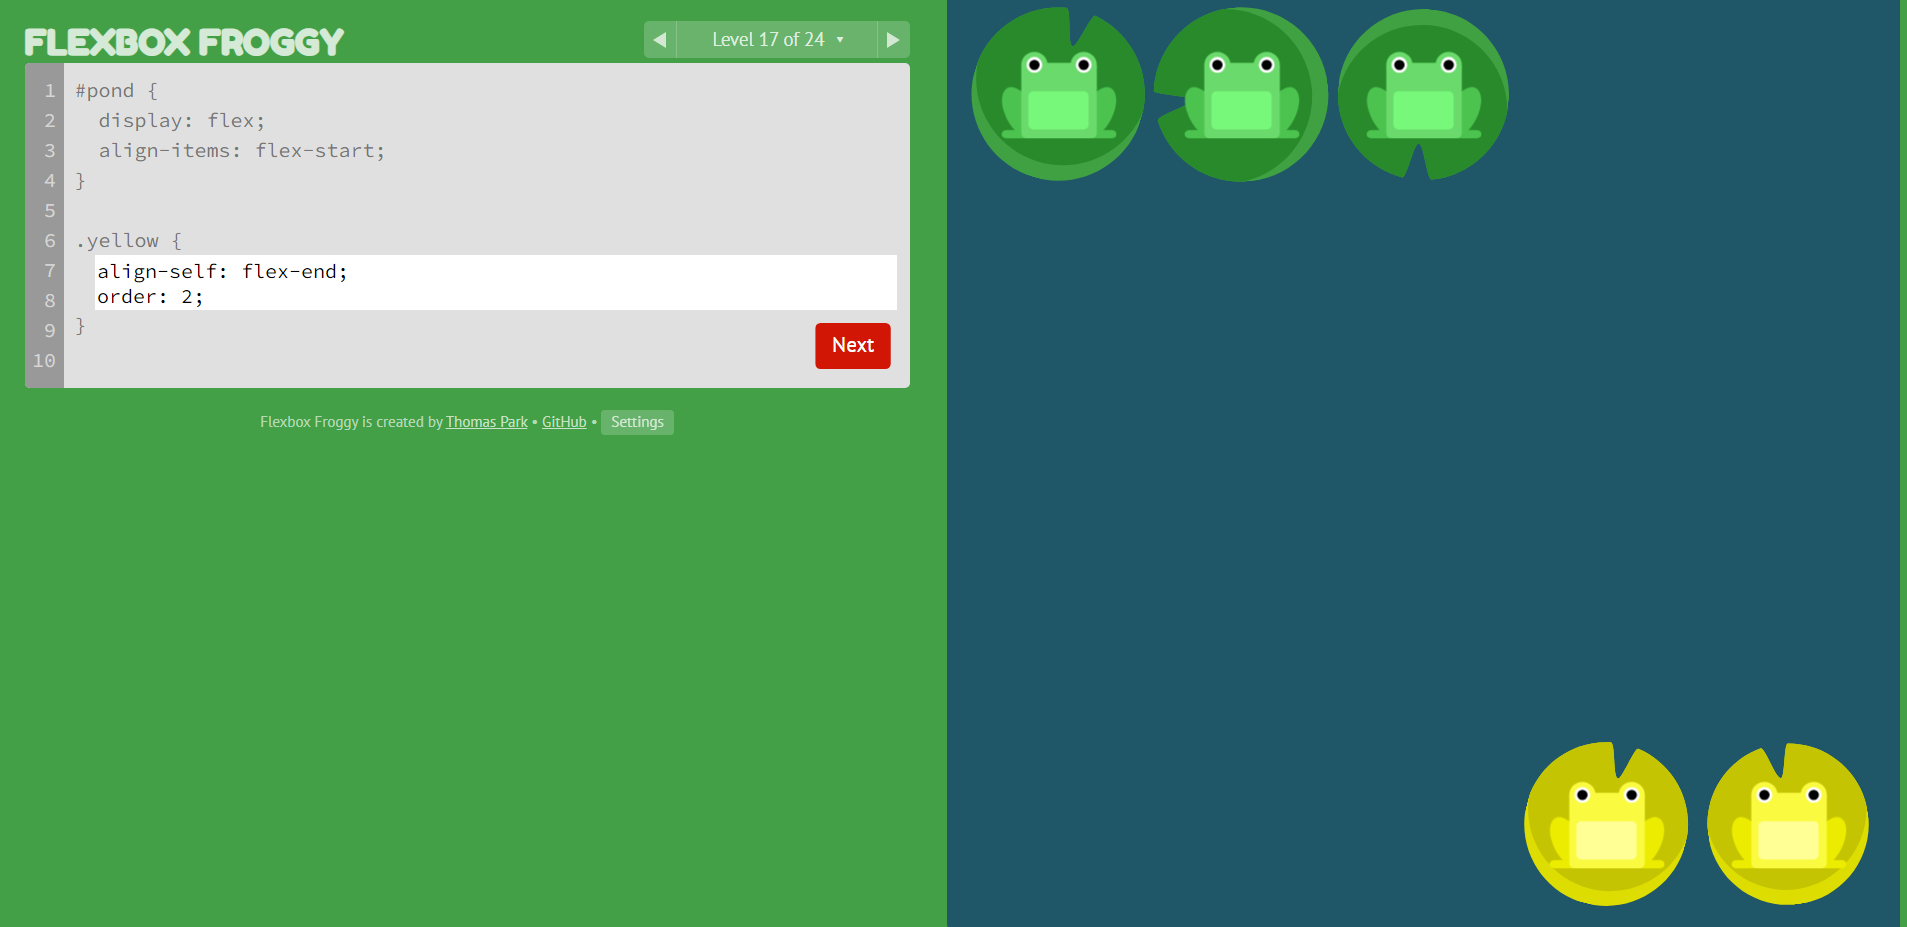 FLEXBOX FROGGY
◀ Level 17 of 24 ▾ ▶
1 #pond {
2 display: flex;
3 align-items: flex-start;
4 }
5
6 .yellow {
7 align-self: flex-end;
8 order: 2;
9 }
10
Next
Flexbox Froggy is created by Thomas Park • GitHub • Settings